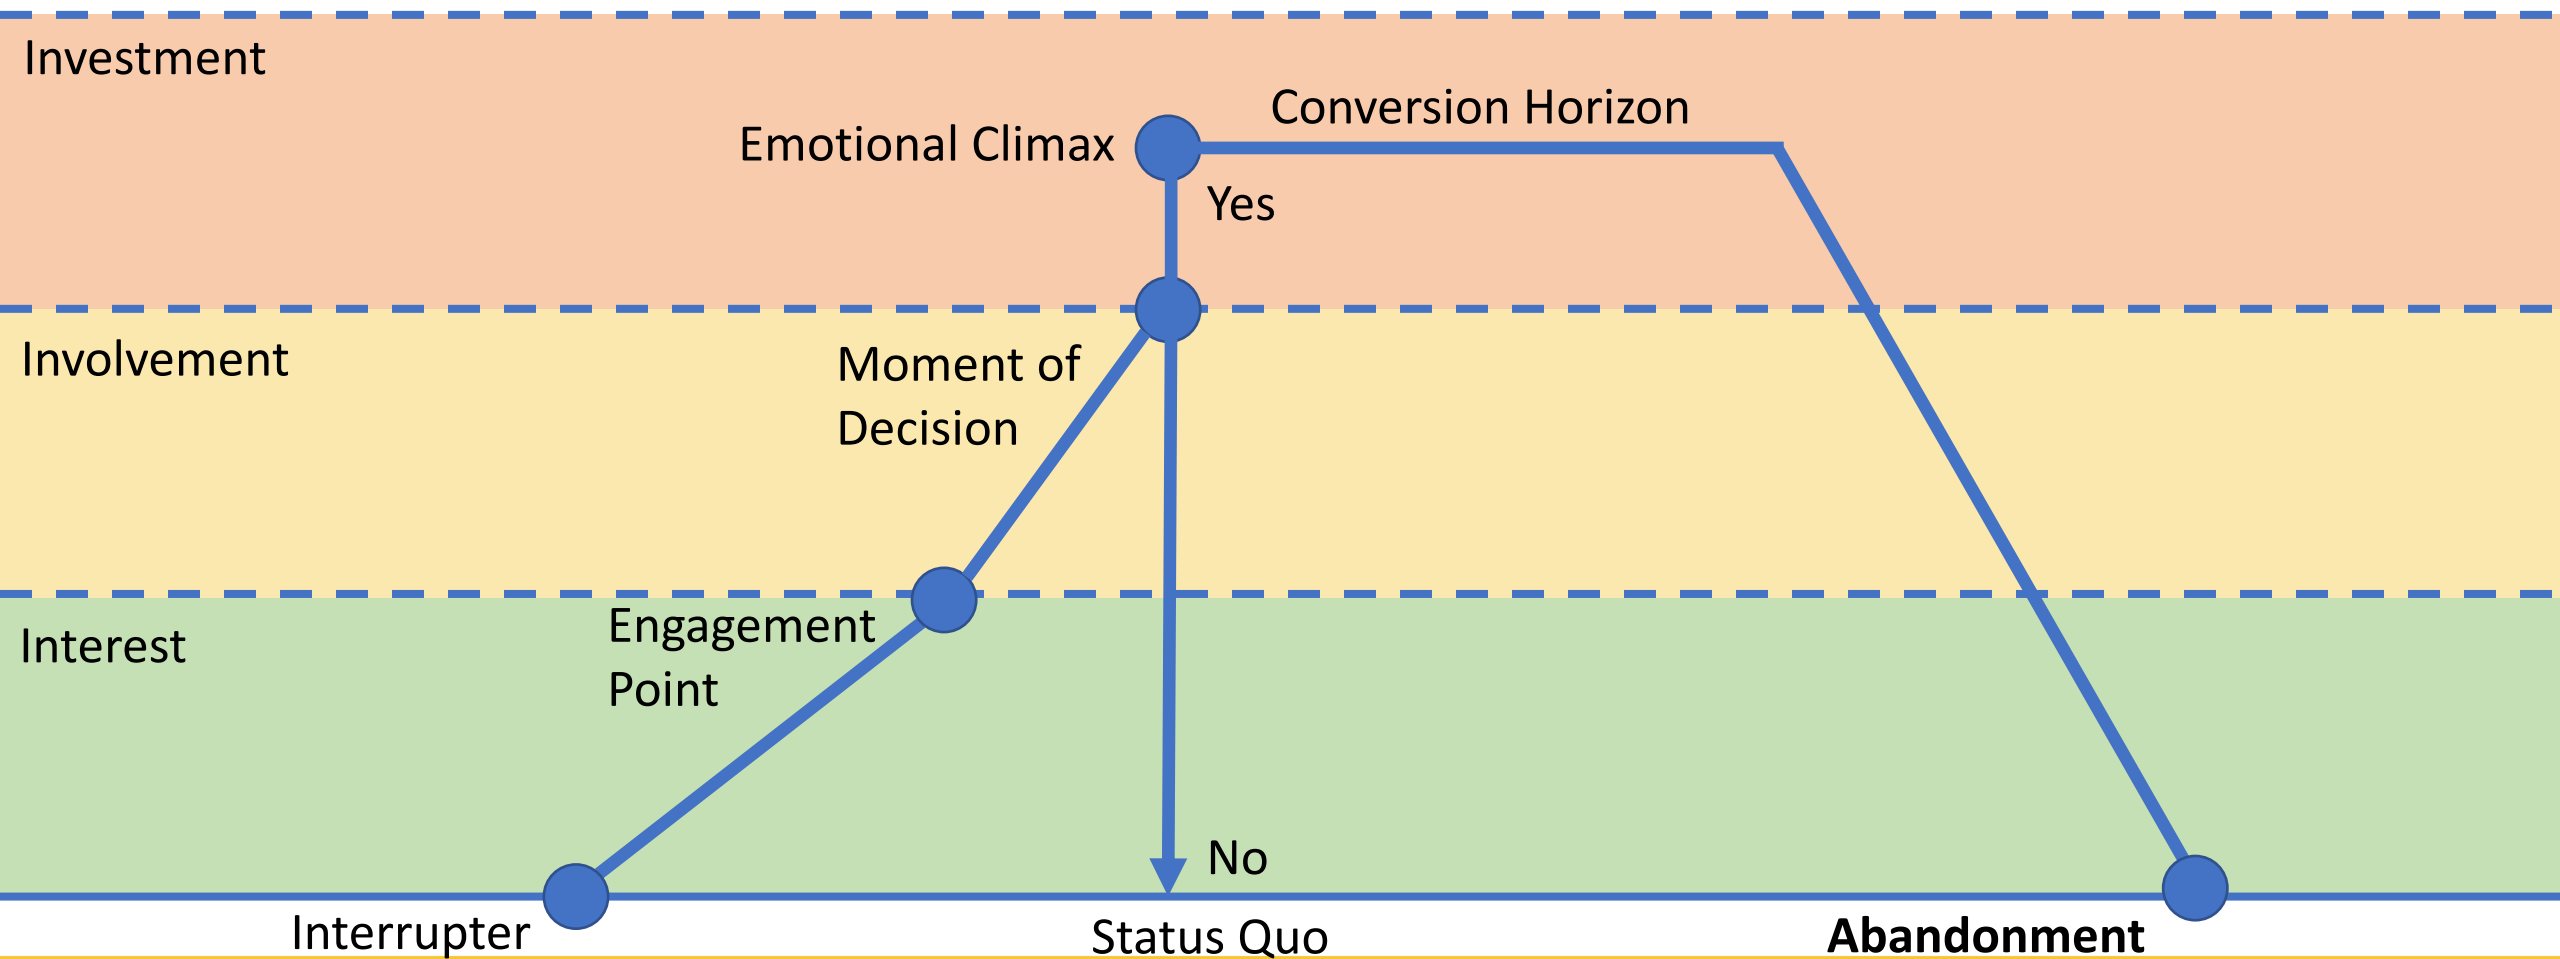 Investment
Conversion Horizon
Emotional Climax
Yes
Involvement
Moment of
Decision
Engagement
Point
Interest
No
Interrupter
Status Quo
Abandonment